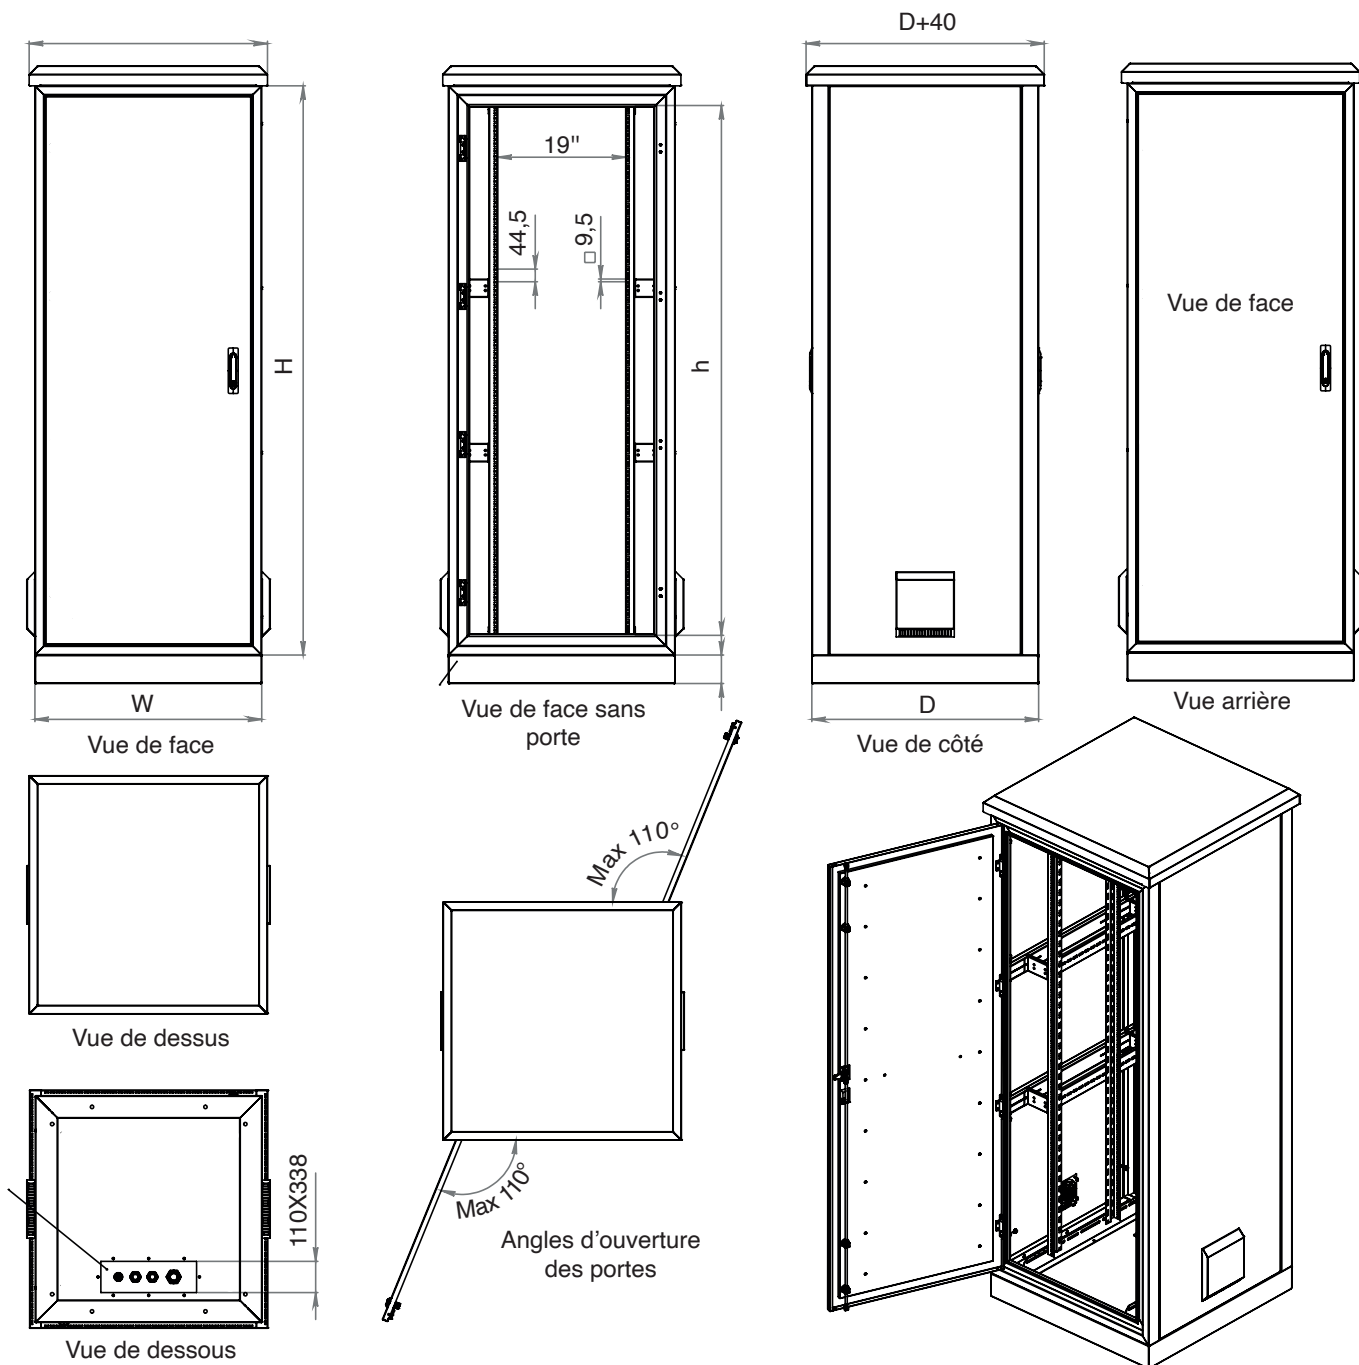 D+40
19"
44,5
□ 9,5
H
h
Vue de face
W
Vue de face
Vue de face sans
porte
D
Vue de côté
Vue arrière
Max 110°
Vue de dessus
110X338
Max 110°
Angles d'ouverture
des portes
Vue de dessous